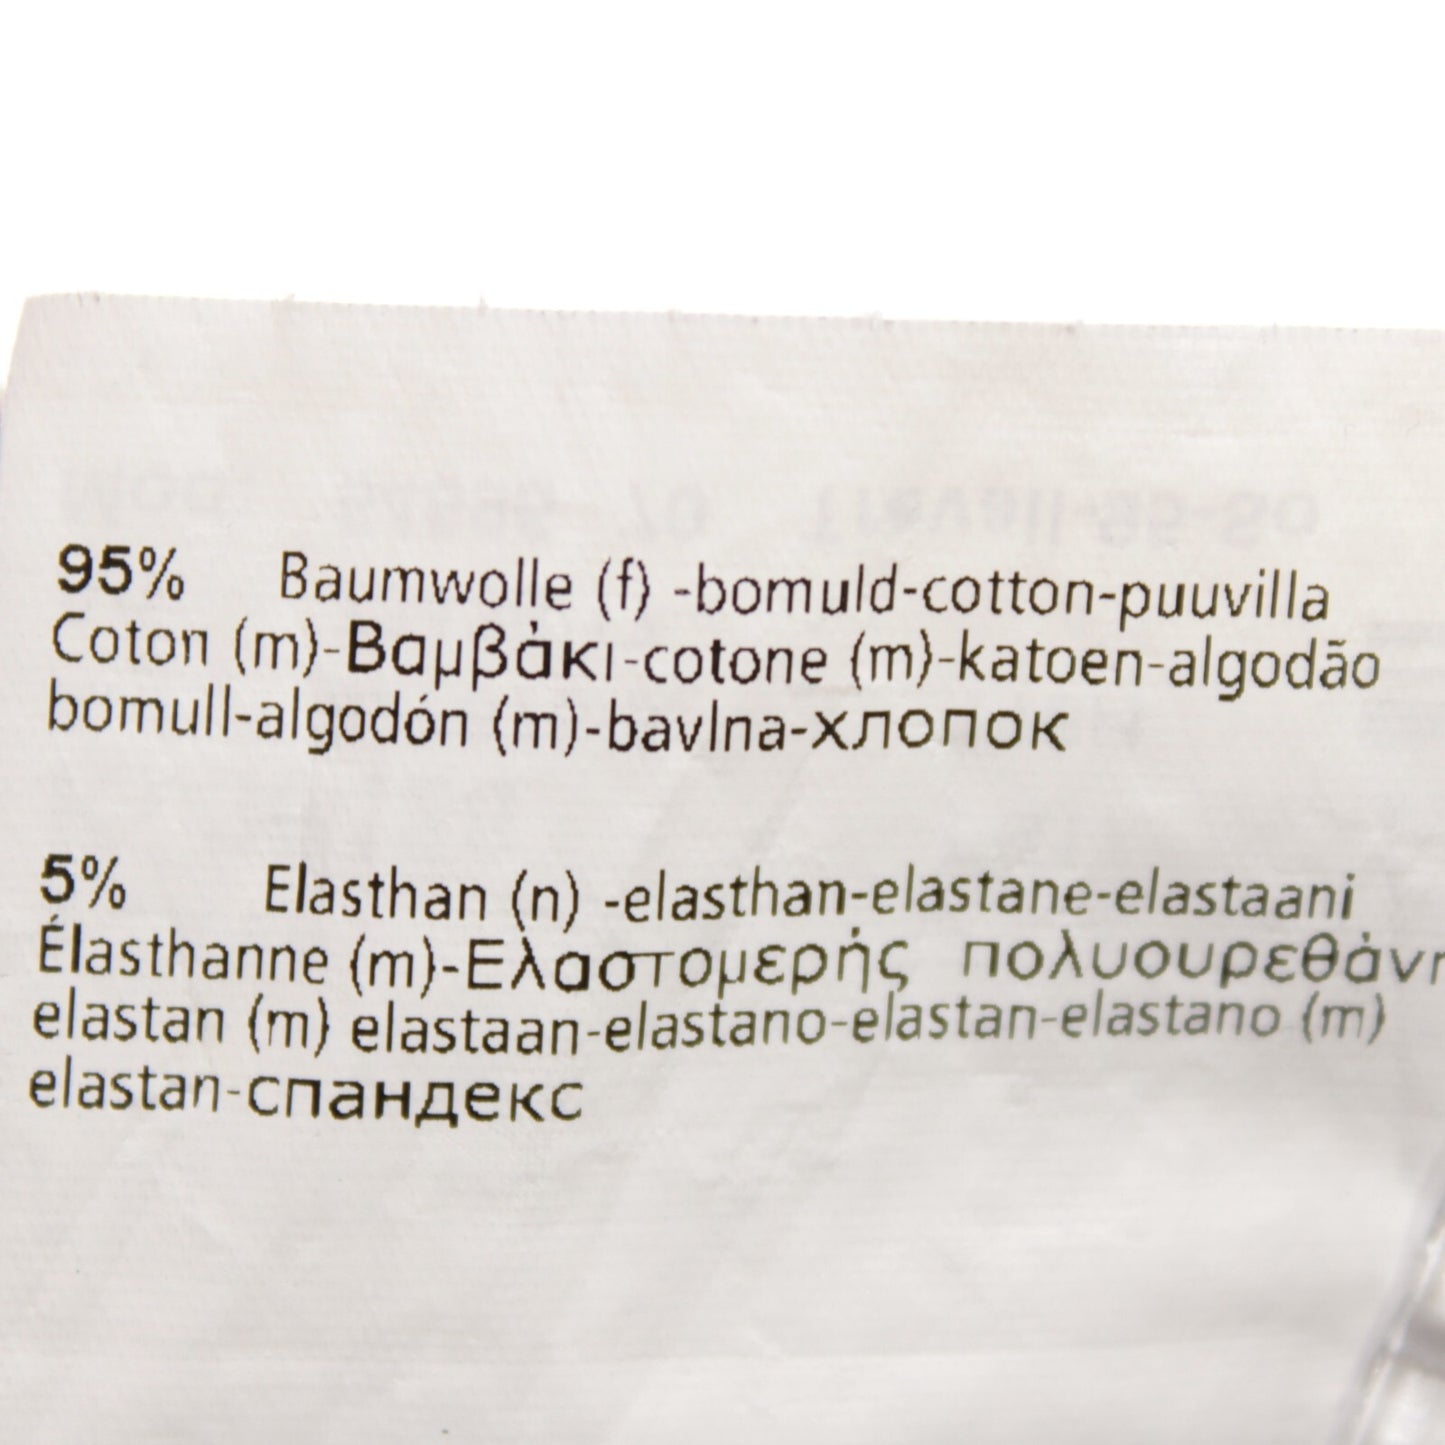 95% Baumwolle (f) -bomuld-cotton-puuvilla
Coton (m)-Βαμβάκι-cotone (m)-katoen-algodão
bomull-algodón (m)-bavlna-хлопок
5% Elasthan (n) -elasthan-elastane-elastaani
Élasthanne (m)-Ελαστομερής
elastan (m) elastaan-elastano-elastan-elastano (m)
elastan-спандекс